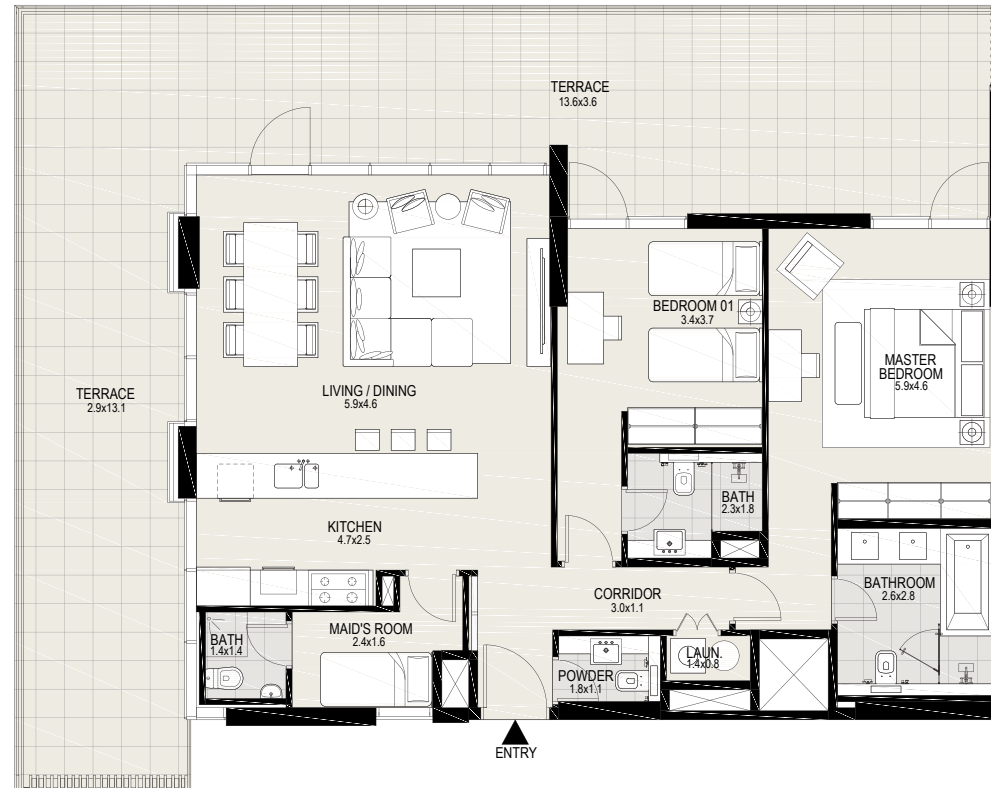 TERRACE
13.6x3.6
BEDROOM 01
3.4x3.7
MASTER
BEDROOM
5.9x4.6
TERRACE
2.9x13.1
LIVING / DINING
5.9x4.6
BATH
2.3x1.8
KITCHEN
4.7x2.5
BATHROOM
2.6x2.8
CORRIDOR
3.0x1.1
BATH
1.4x1.4
MAID'S ROOM
2.4x1.6
LAUN.
1.4x0.8
POWDER
1.8x1.1
ENTRY